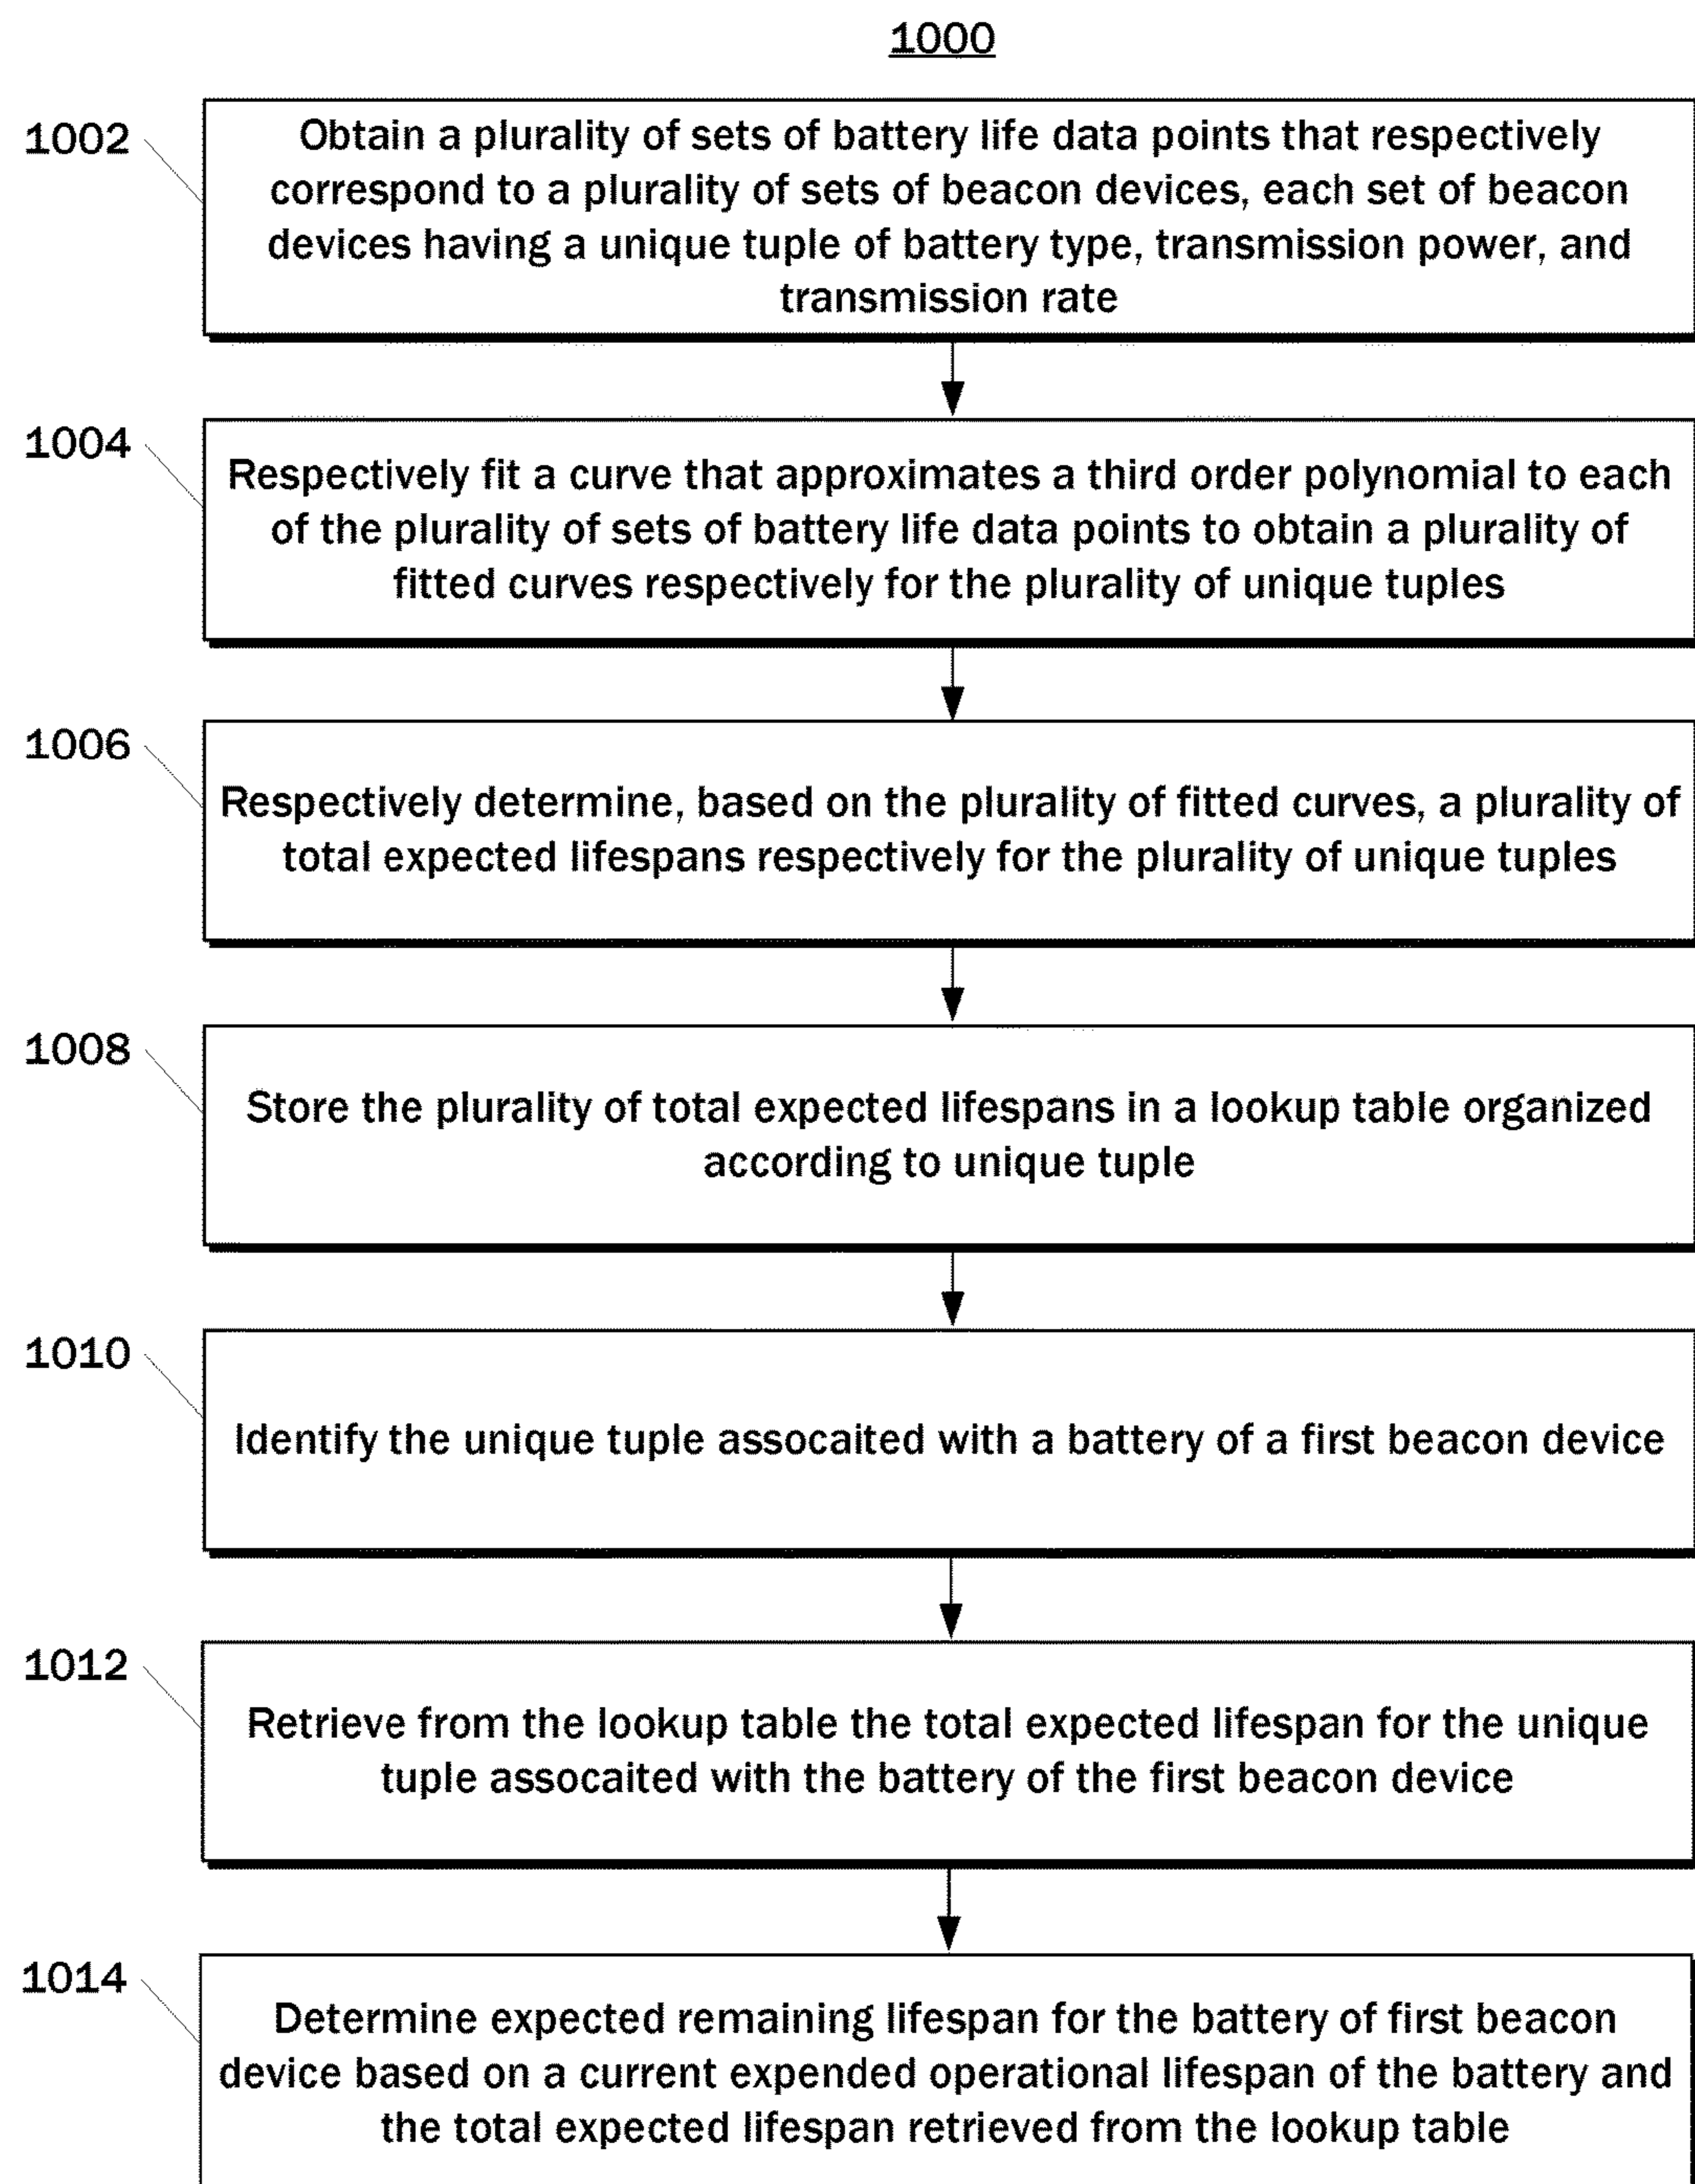 1000
1002
Obtain a plurality of sets of battery life data points that respectively
correspond to a plurality of sets of beacon devices, each set of beacon
devices having a unique tuple of battery type, transmission power, and
transmission rate
1004
Respectively fit a curve that approximates a third order polynomial to each
of the plurality of sets of battery life data points to obtain a plurality of
fitted curves respectively for the plurality of unique tuples
1006
Respectively determine, based on the plurality of fitted curves, a plurality of
total expected lifespans respectively for the plurality of unique tuples
1008
Store the plurality of total expected lifespans in a lookup table organized
according to unique tuple
1010
Identify the unique tuple assocaited with a battery of a first beacon device
1012
Retrieve from the lookup table the total expected lifespan for the unique
tuple assocaited with the battery of the first beacon device
1014
Determine expected remaining lifespan for the battery of first beacon
device based on a current expended operational lifespan of the battery and
the total expected lifespan retrieved from the lookup table